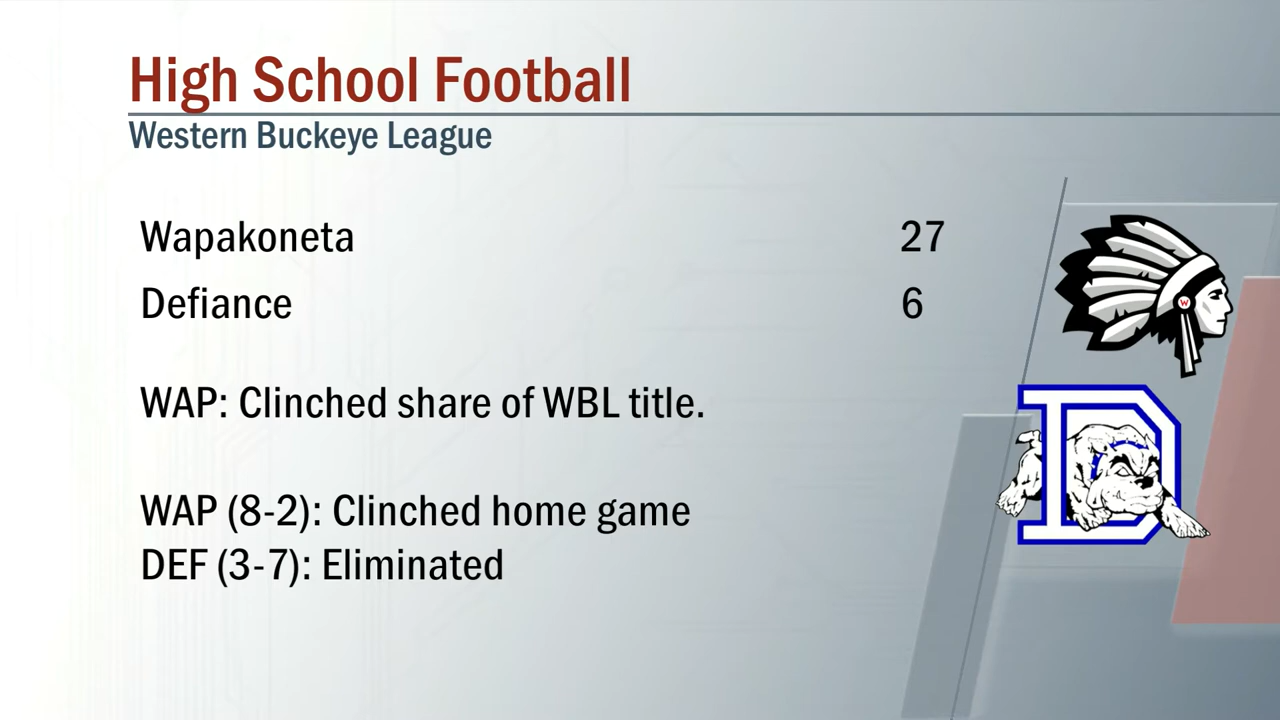 High School Football
Western Buckeye League
Wapakoneta 27
Defiance 6
WAP: Clinched share of WBL title.
WAP (8-2): Clinched home game
DEF (3-7): Eliminated
W
D